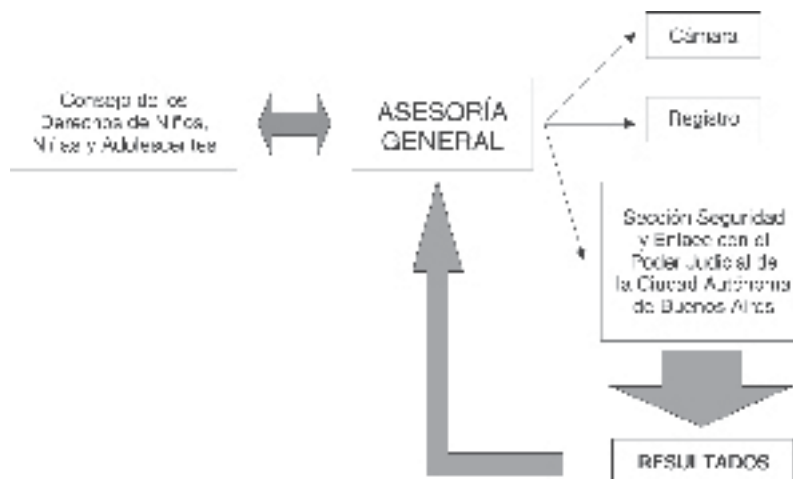 Consejo de los
Derechos de Niños,
Niñas y Adolescentes
ASESORÍA
GENERAL
Cámara
Registro
Sección Seguridad
y Enlace con el
Poder Judicial de
la Ciudad Autónoma
de Buenos Aires
RESULTADOS